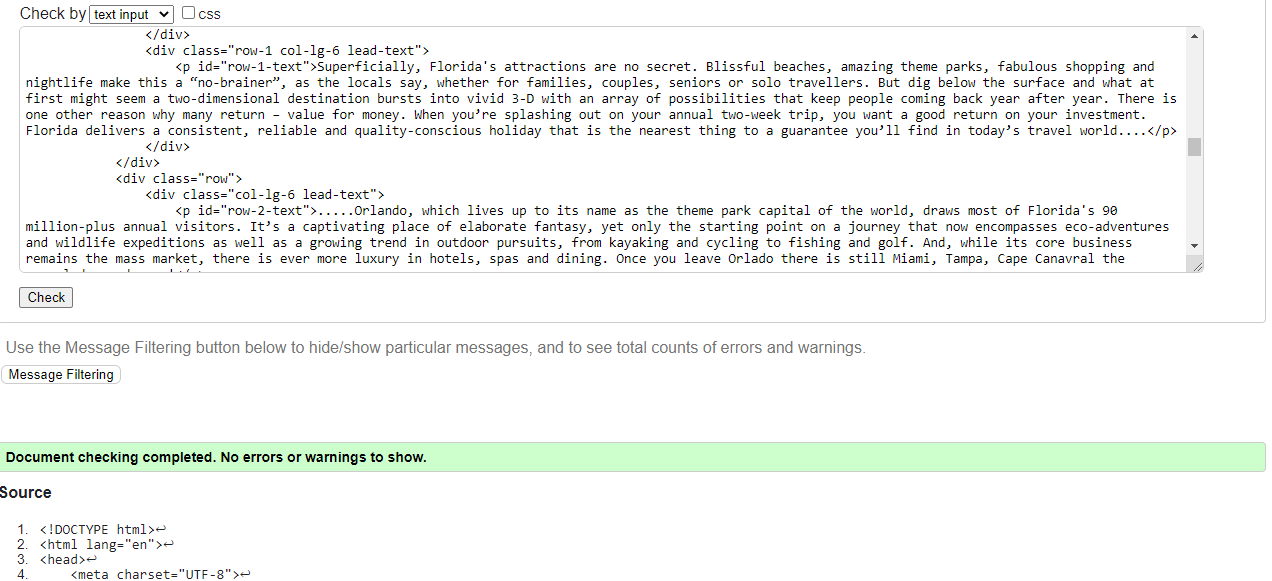 Check by text input CSS
</div>
<div class="row-1 col-lg-6 lead-text">
<p id="row-1-text">Superficially, Florida's attractions are no secret. Blissful beaches, amazing theme parks, fabulous shopping and
nightlife make this a “no-brainer”, as the locals say, whether for families, couples, seniors or solo travellers. But dig below the surface and what at
first might seem a two-dimensional destination bursts into vivid 3-D with an array of possibilities that keep people coming back year after year. There is
one other reason why many return – value for money. When you’re splashing out on your annual two-week trip, you want a good return on your investment.
Florida delivers a consistent, reliable and quality-conscious holiday that is the nearest thing to a guarantee you’ll find in today’s travel world....</p>
</div>
</div>
<div class="row">
<div class="col-lg-6 lead-text">
<p id="row-2-text">.....Orlando, which lives up to its name as the theme park capital of the world, draws most of Florida's 90
million-plus annual visitors. It’s a captivating place of elaborate fantasy, yet only the starting point on a journey that now encompasses eco-adventures
and wildlife expeditions as well as a growing trend in outdoor pursuits, from kayaking and cycling to fishing and golf. And, while its core business
remains the mass market, there is ever more luxury in hotels, spas and dining. Once you leave Orlado there is still Miami, Tampa, Cape Canavral the
Check
Use the Message Filtering button below to hide/show particular messages, and to see total counts of errors and warnings.
Message Filtering
Document checking completed. No errors or warnings to show.
Source
1. <!DOCTYPE html>↩
2. <html lang="en">↩
3. <head>↩
4. <meta charset="UTF-8">↩